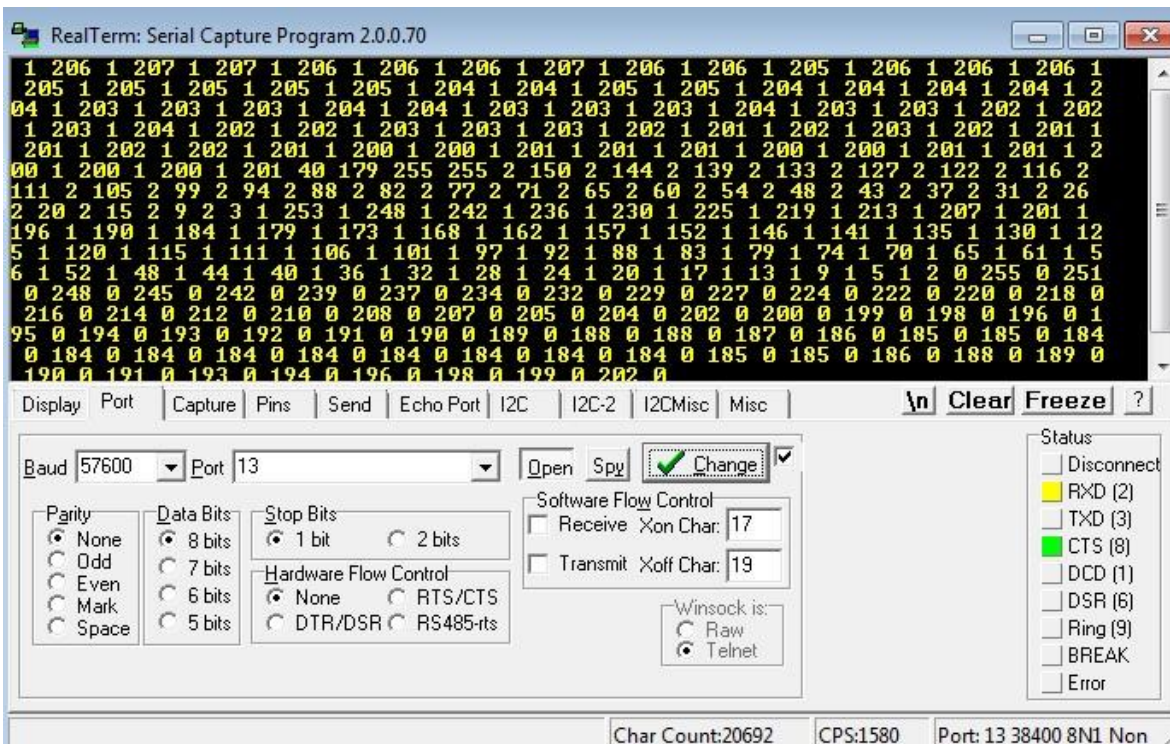 RealTerm: Serial Capture Program 2.0.0.70
1 206 1 207 1 207 1 206 1 206 1 206 1 207 1 206 1 206 1 205 1 206 1 206 1 206 1
205 1 205 1 205 1 205 1 205 1 204 1 204 1 205 1 205 1 204 1 204 1 204 1 204 1 2
04 1 203 1 203 1 203 1 204 1 204 1 203 1 203 1 203 1 204 1 203 1 203 1 202 1 202
1 203 1 204 1 202 1 202 1 203 1 203 1 203 1 202 1 201 1 202 1 203 1 202 1 201 1
201 1 202 1 202 1 201 1 200 1 200 1 201 1 201 1 201 1 200 1 200 1 201 1 201 1 2
00 1 200 1 200 1 201 40 179 255 255 2 150 2 144 2 139 2 133 2 127 2 122 2 116 2
111 2 105 2 99 2 94 2 88 2 82 2 77 2 71 2 65 2 60 2 54 2 48 2 43 2 37 2 31 2 26
2 20 2 15 2 9 2 3 1 253 1 248 1 242 1 236 1 230 1 225 1 219 1 213 1 207 1 201 1
196 1 190 1 184 1 179 1 173 1 168 1 162 1 157 1 152 1 146 1 141 1 135 1 130 1 12
5 1 120 1 115 1 111 1 106 1 101 1 97 1 92 1 88 1 83 1 79 1 74 1 70 1 65 1 61 1 5
6 1 52 1 48 1 44 1 40 1 36 1 32 1 28 1 24 1 20 1 17 1 13 1 9 1 5 1 2 0 255 0 251
0 248 0 245 0 242 0 239 0 237 0 234 0 232 0 229 0 227 0 224 0 222 0 220 0 218 0
216 0 214 0 212 0 210 0 208 0 207 0 205 0 204 0 202 0 200 0 199 0 198 0 196 0 1
95 0 194 0 193 0 192 0 191 0 190 0 189 0 188 0 188 0 187 0 186 0 185 0 185 0 184
0 184 0 184 0 184 0 184 0 184 0 184 0 184 0 184 0 185 0 185 0 186 0 188 0 189 0
190 0 191 0 193 0 194 0 196 0 198 0 199 0 202 0
Display Port Capture Pins Send Echo Port I2C I2C-2 I2CMisc Misc \n Clear Freeze ?
Baud 57600 Port 13 Open Spy Change
Parity
None
Odd
Even
Mark
Space
Data Bits
8 bits
7 bits
6 bits
5 bits
Stop Bits
1 bit 2 bits
Hardware Flow Control
None RTS/CTS
DTR/DSR RS485-rts
Software Flow Control
Receive Xon Char: 17
Transmit Xoff Char: 19
Winsock is:
Raw
Telnet
Status
Disconnect
RXD (2)
TXD (3)
CTS (8)
DCD (1)
DSR (6)
Ring (9)
BREAK
Error
Char Count:20692 CPS:1580 Port: 13 38400 8N1 Non